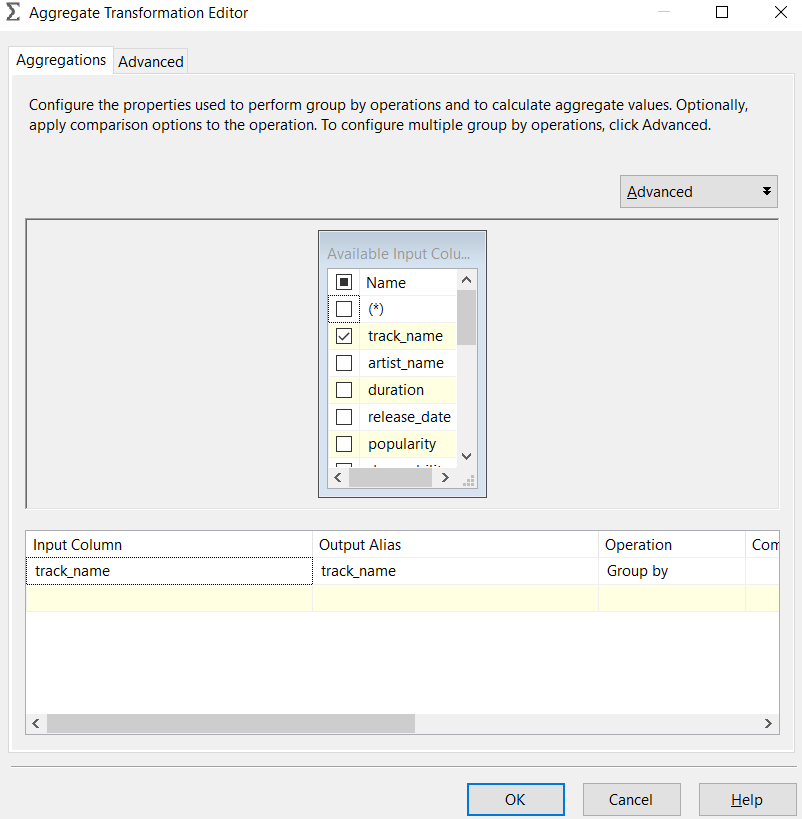 Aggregate Transformation Editor
Aggregations
Advanced
Configure the properties used to perform group by operations and to calculate aggregate values. Optionally,
apply comparison options to the operation. To configure multiple group by operations, click Advanced.
Advanced
Available Input Colu...
Name
(*)
track_name
artist_name
duration
release_date
popularity
Input Column Output Alias Operation Com
track_name track_name Group by
OK Cancel Help